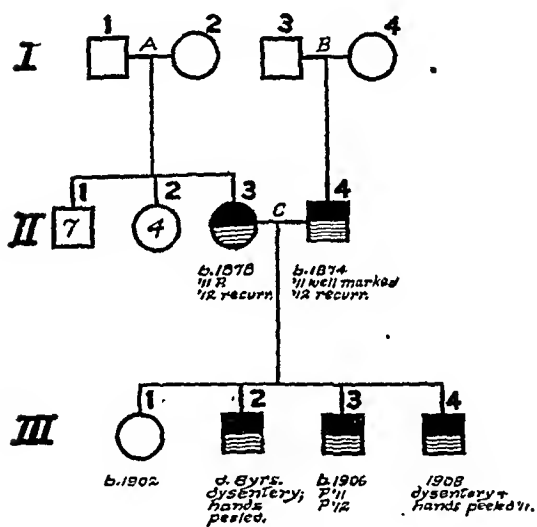 I 1 A 2 3 B 4
II 1 7 2 4 3 C 4
b.1878
'11 P.
'12 recurr.
b.1874
'11 well marked
'12 recurr.
III 1 2 3 4
b.1902
d. 8yrs.
dysentery;
hands
peeled.
b.1906
P '11
P '12
1908
dysentery +
hands peeled '11.